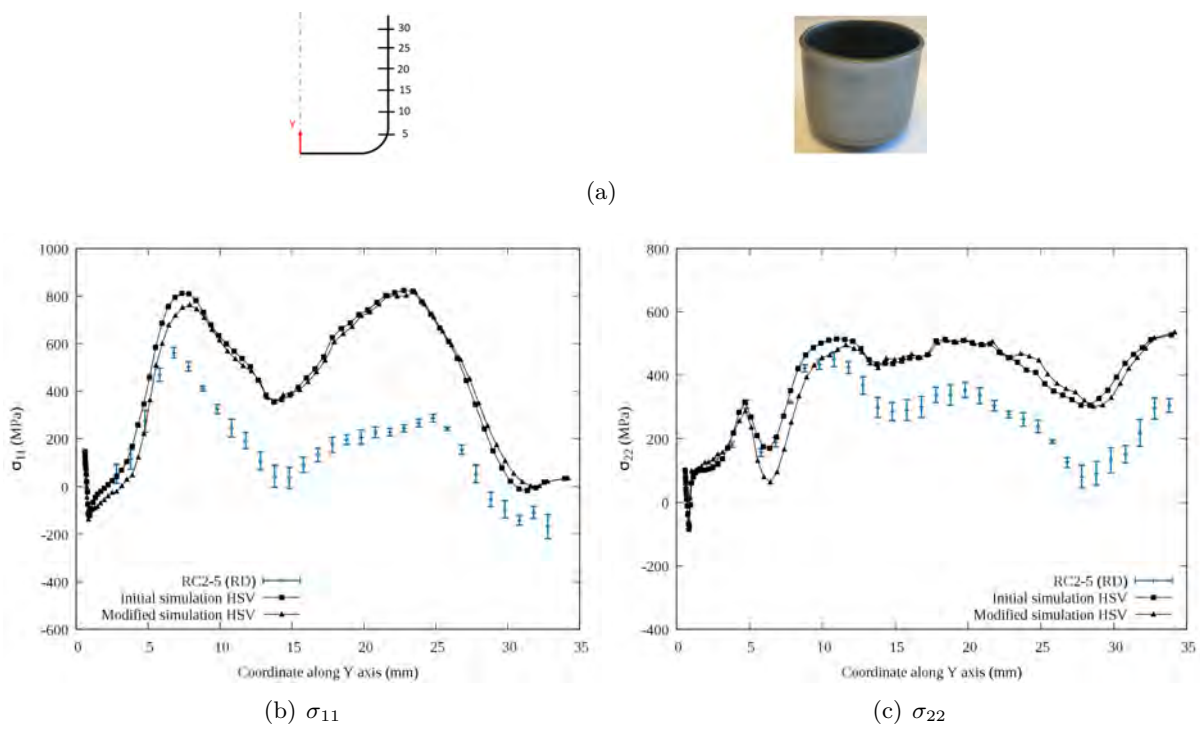 30
25
20
15
10
5
Y
(a)
1000
800
600
400
200
0
-200
-400
-600
σ11 (MPa)
0 5 10 15 20 25 30 35
Coordinate along Y axis (mm)
RC2-5 (RD)
Initial simulation HSV
Modified simulation HSV
(b) σ11
800
600
400
200
0
-200
-400
σ22 (MPa)
0 5 10 15 20 25 30 35
Coordinate along Y axis (mm)
RC2-5 (RD)
Initial simulation HSV
Modified simulation HSV
(c) σ22